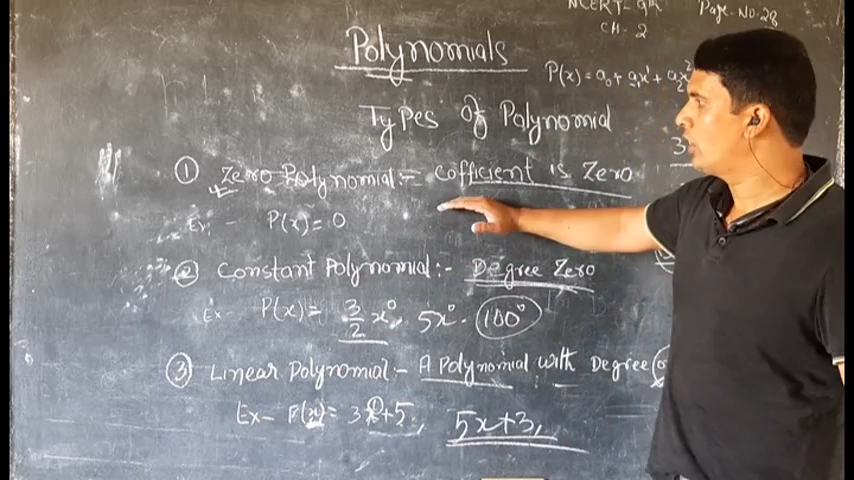 NCERT-9th Page-No-28
CH-2
Polynomials
P(x)=a₀+a₁x¹+a₂x²
Types of Polynomial
① Zero Polynomial:- Cofficient is Zero
Ex:- P(x)=0
② Constant Polynomial:- Degree Zero
Ex- P(x)= 3/2 x⁰, 5x⁰. 100⁰
③ Linear Polynomial:- A Polynomial with Degree
Ex- F(x)= 3x¹+5, 5x+3,